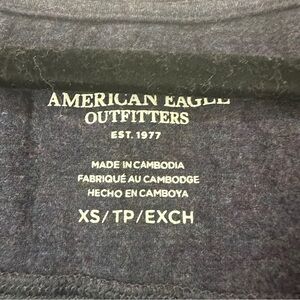 AMERICAN EAGLE
OUTFITTERS
EST. 1977
MADE IN CAMBODIA
FABRIQUÉ AU CAMBODGE
HECHO EN CAMBOYA
XS/TP/EXCH